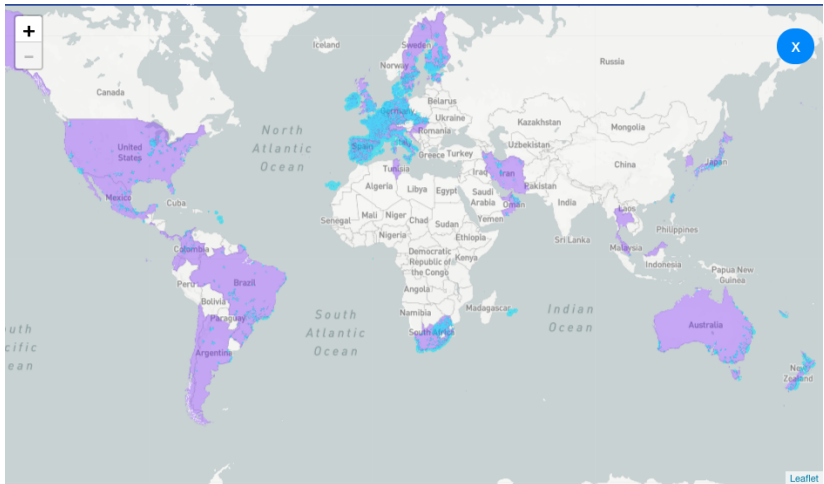 +
−
X
Iceland
Sweden
Norway
Russia
Canada
Belarus
Germany
Ukraine
Kazakhstan
Mongolia
North
Atlantic
Ocean
United
States
Romania
Uzbekistan
Spain
Italy
Greece
Turkey
China
Japan
Tunisia
Iraq
Iran
Algeria
Libya
Egypt
Saudi
Arabia
Pakistan
Mexico
Cuba
Oman
India
Laos
Senegal
Mali
Niger
Chad
Sudan
Yemen
Philippines
Nigeria
Ethiopia
Sri Lanka
Colombia
Malaysia
Democratic
Republic of
the Congo
Kenya
Indonesia
Papua New
Guinea
Peru
Brazil
Angola
Bolivia
Namibia
Madagascar
Indian
Ocean
South
Atlantic
Ocean
Paraguay
South Africa
Australia
outh
cific
ean
Argentina
New
Zealand
Leaflet